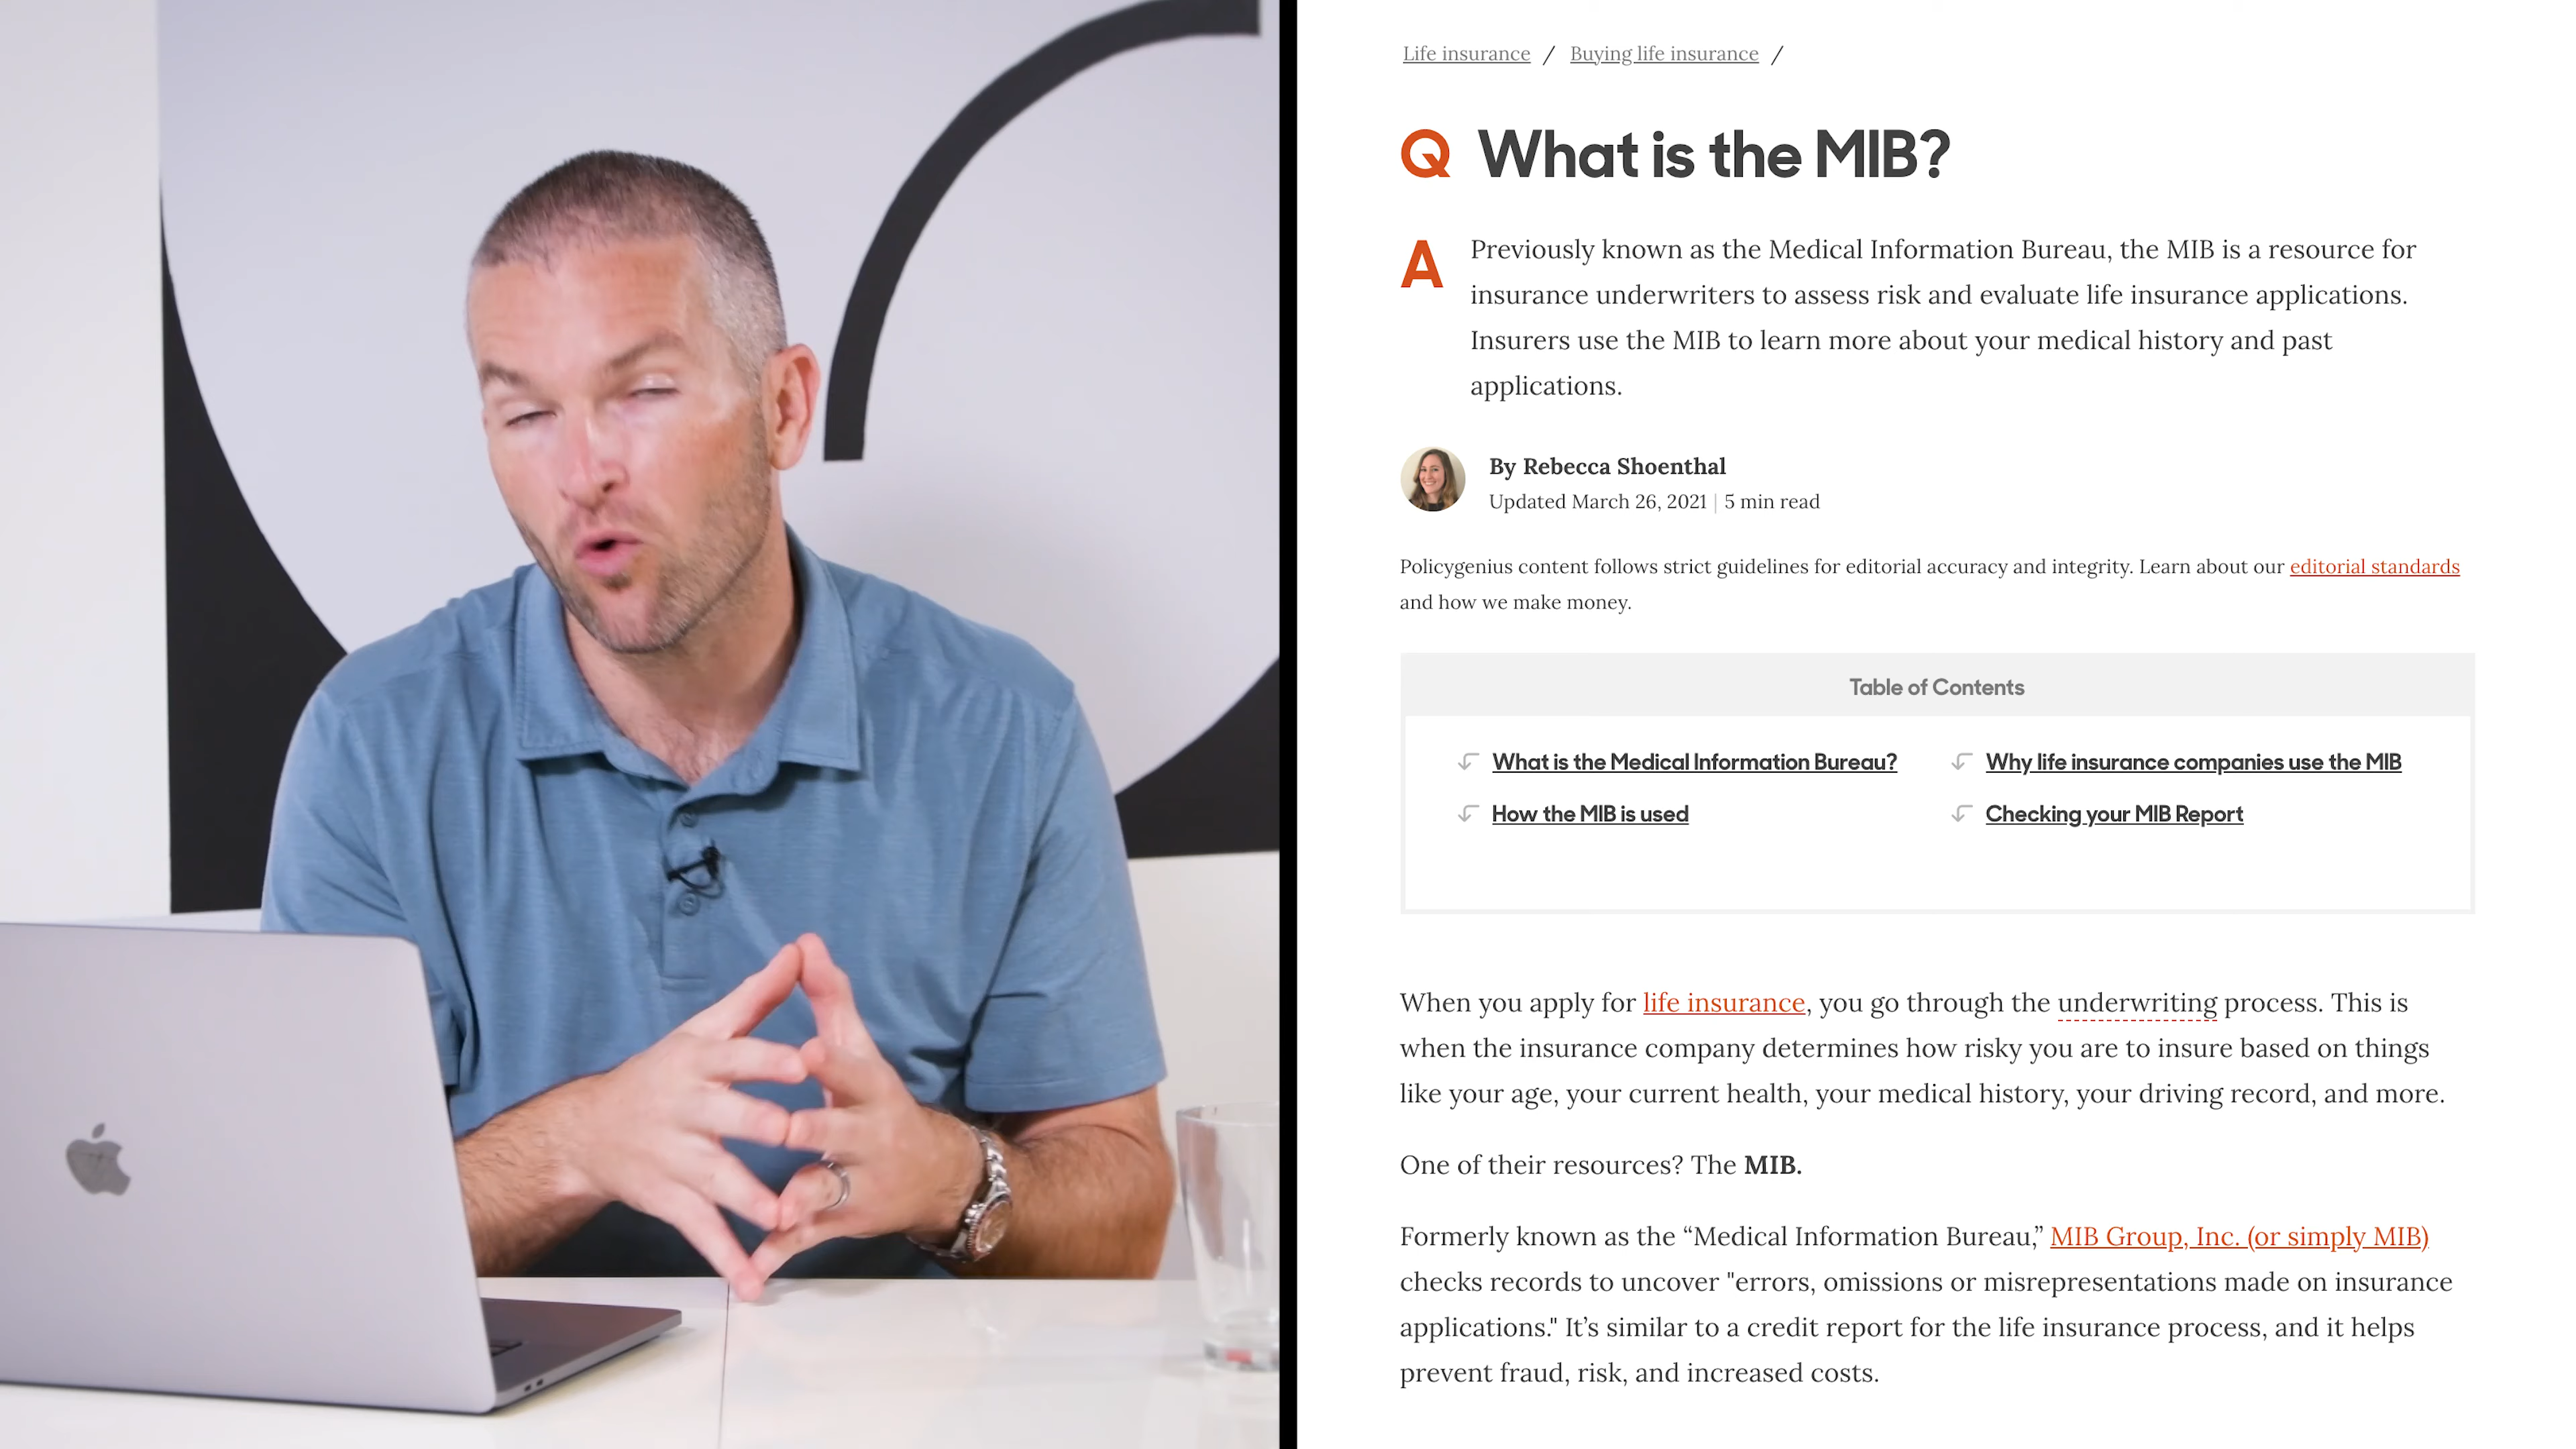 Life insurance / Buying life insurance /
Q What is the MIB?
A Previously known as the Medical Information Bureau, the MIB is a resource for
insurance underwriters to assess risk and evaluate life insurance applications.
Insurers use the MIB to learn more about your medical history and past
applications.
By Rebecca Shoenthal
Updated March 26, 2021 | 5 min read
Policygenius content follows strict guidelines for editorial accuracy and integrity. Learn about our editorial standards
and how we make money.
Table of Contents
What is the Medical Information Bureau? Why life insurance companies use the MIB
How the MIB is used Checking your MIB Report
When you apply for life insurance, you go through the underwriting process. This is
when the insurance company determines how risky you are to insure based on things
like your age, your current health, your medical history, your driving record, and more.
One of their resources? The MIB.
Formerly known as the “Medical Information Bureau,” MIB Group, Inc. (or simply MIB)
checks records to uncover "errors, omissions or misrepresentations made on insurance
applications." It’s similar to a credit report for the life insurance process, and it helps
prevent fraud, risk, and increased costs.